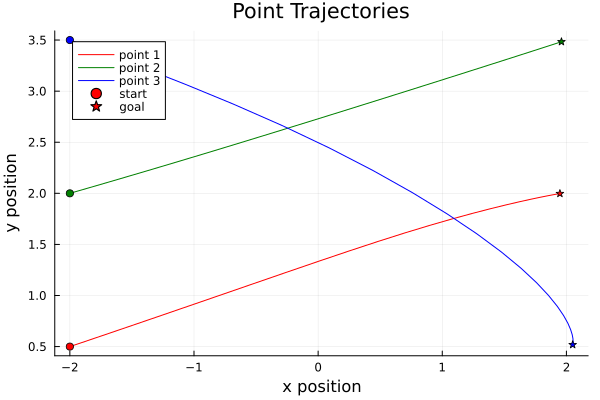 Point Trajectories
y position
3.5
3.0
2.5
2.0
1.5
1.0
0.5
point 1
point 2
point 3
start
goal
−2 −1 0 1 2
x position